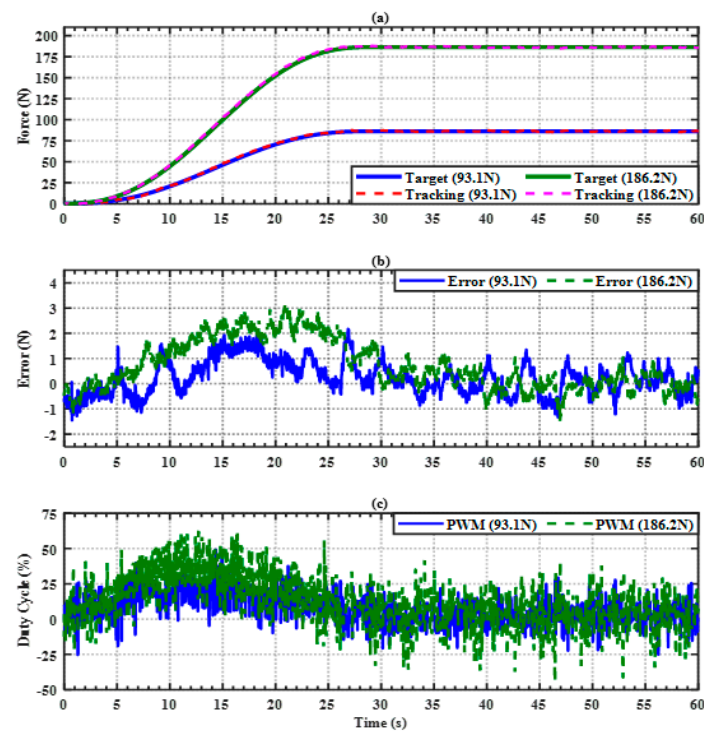 (a)
200
175
150
125
100
75
50
25
0
Force (N)
Target (93.1N) Target (186.2N)
Tracking (93.1N) Tracking (186.2N)
0 5 10 15 20 25 30 35 40 45 50 55 60
(b)
4
3
2
1
0
-1
-2
Error (N)
Error (93.1N) Error (186.2N)
0 5 10 15 20 25 30 35 40 45 50 55 60
(c)
75
50
25
0
-25
-50
Duty Cycle (%)
PWM (93.1N) PWM (186.2N)
0 5 10 15 20 25 30 35 40 45 50 55 60
Time (s)